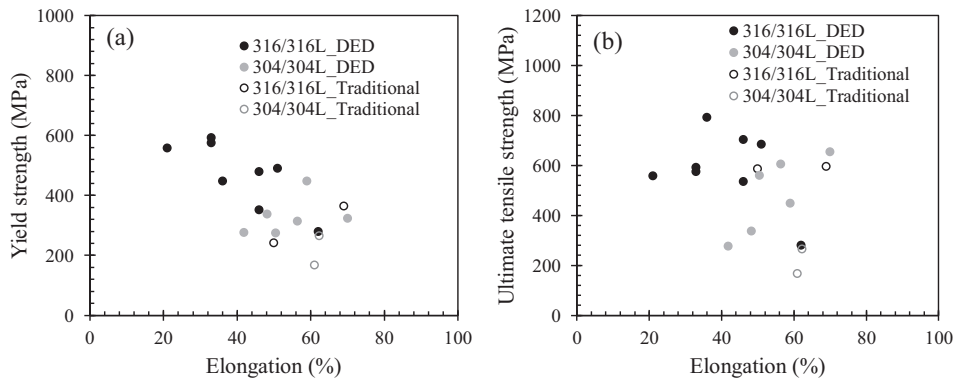 (a)
316/316L_DED
304/304L_DED
316/316L_Traditional
304/304L_Traditional
Yield strength (MPa)
1000
800
600
400
200
0
0 20 40 60 80 100
Elongation (%)
(b)
316/316L_DED
304/304L_DED
316/316L_Traditional
304/304L_Traditional
Ultimate tensile strength (MPa)
1200
1000
800
600
400
200
0
0 20 40 60 80 100
Elongation (%)